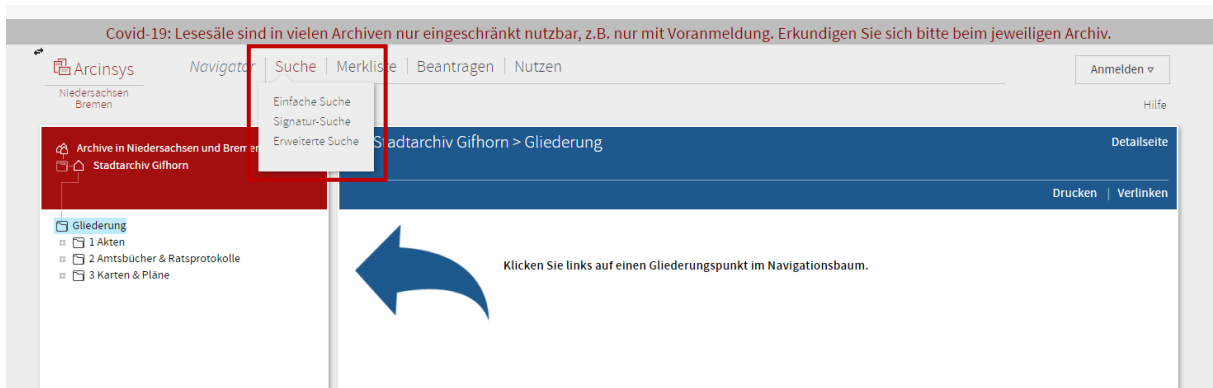 Covid-19: Lesesäle sind in vielen Archiven nur eingeschränkt nutzbar, z.B. nur mit Voranmeldung. Erkundigen Sie sich bitte beim jeweiligen Archiv.
Arcinsys
Niedersachsen
Bremen
Navigator | Suche | Merkliste | Beantragen | Nutzen
Anmelden
Hilfe
Einfache Suche
Signatur-Suche
Erweiterte Suche
Archive in Niedersachsen und Bremen
Stadtarchiv Gifhorn
Stadtarchiv Gifhorn > Gliederung
Detailseite
Drucken | Verlinken
Gliederung
1 Akten
2 Amtsbücher & Ratsprotokolle
3 Karten & Pläne
Klicken Sie links auf einen Gliederungspunkt im Navigationsbaum.